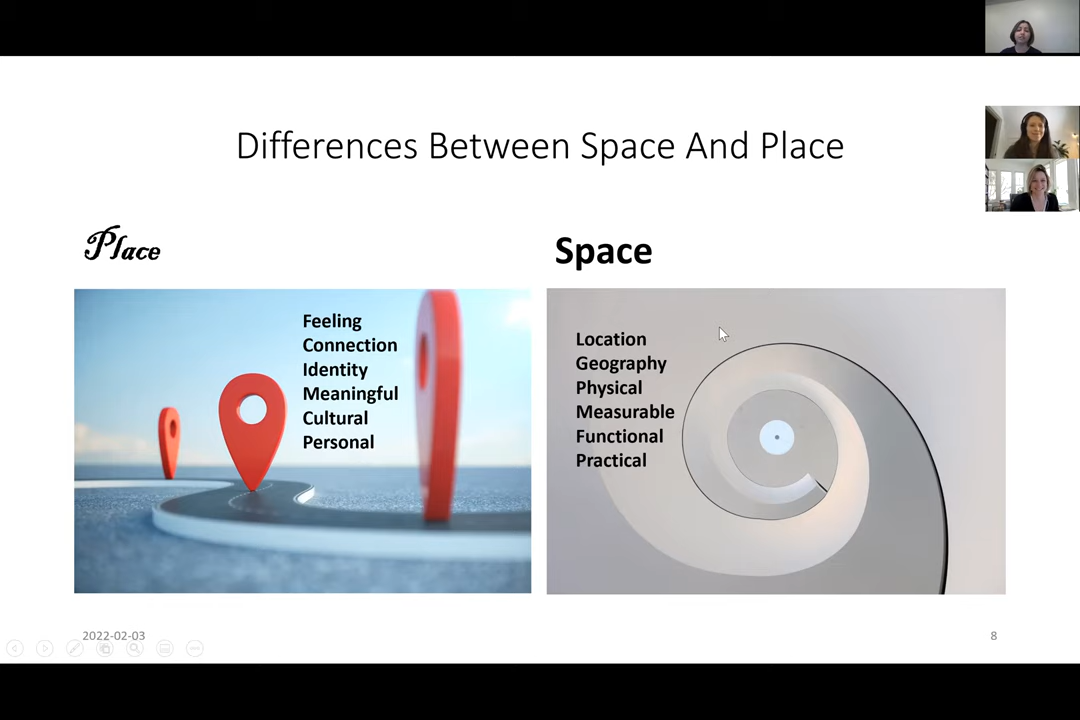 Differences Between Space And Place
Place
Feeling
Connection
Identity
Meaningful
Cultural
Personal
Space
Location
Geography
Physical
Measurable
Functional
Practical
2022-02-03
8